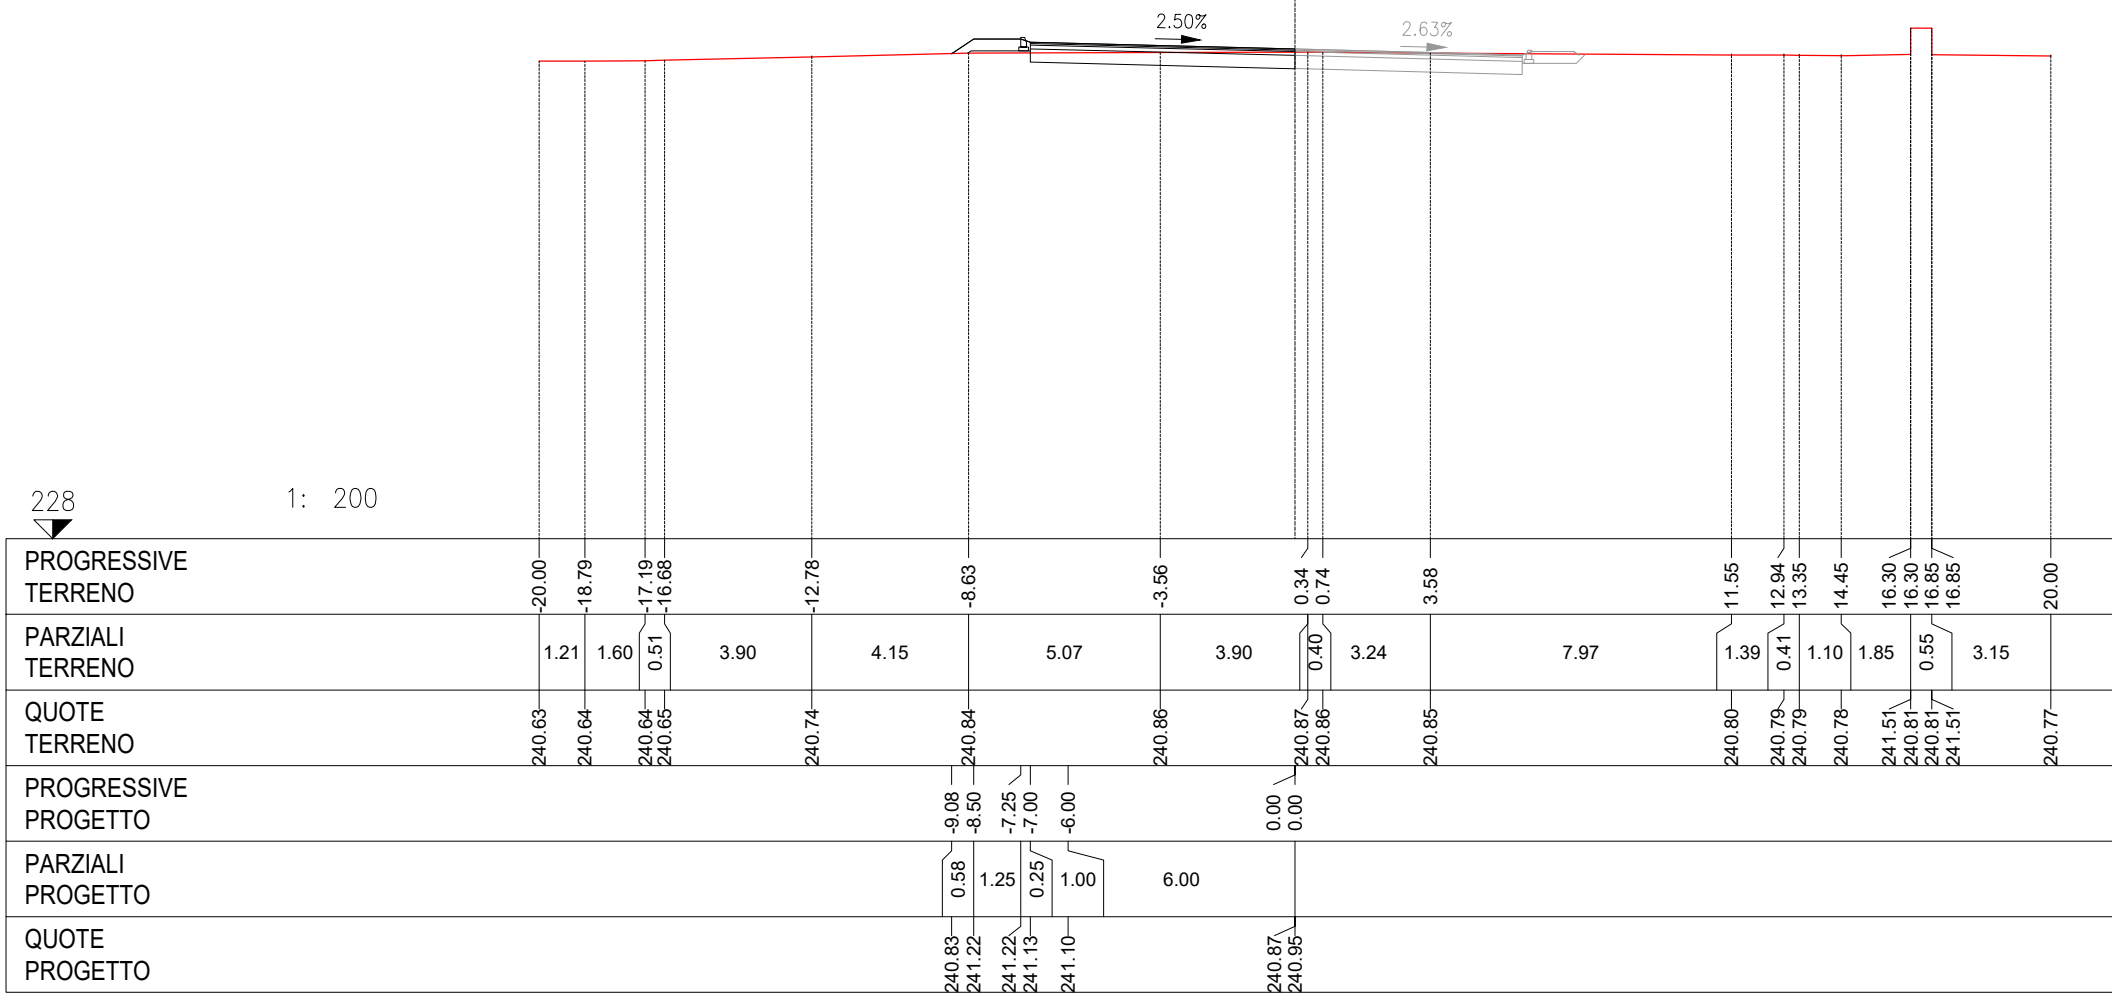 2.50%
2.63%
228
1: 200
PROGRESSIVE
TERRENO
-20.00 -18.79 -17.19 -16.68 -12.78 -8.63 -3.56 0.34 0.74 3.58 11.55 12.94 13.35 14.45 16.30 16.30 16.85 16.85 20.00
PARZIALI
TERRENO
1.21 1.60 0.51 3.90 4.15 5.07 3.90 0.40 3.24 7.97 1.39 0.41 1.10 1.85 0.55 3.15
QUOTE
TERRENO
240.63 240.64 240.64 240.65 240.74 240.84 240.86 240.87 240.86 240.85 240.80 240.79 240.79 240.78 241.51 240.81 240.81 241.51 240.77
PROGRESSIVE
PROGETTO
-9.08 -8.50 -7.25 -7.00 -6.00 0.00 0.00
PARZIALI
PROGETTO
0.58 1.25 0.25 1.00 6.00
QUOTE
PROGETTO
240.83 241.22 241.22 241.13 241.10 240.87 240.95